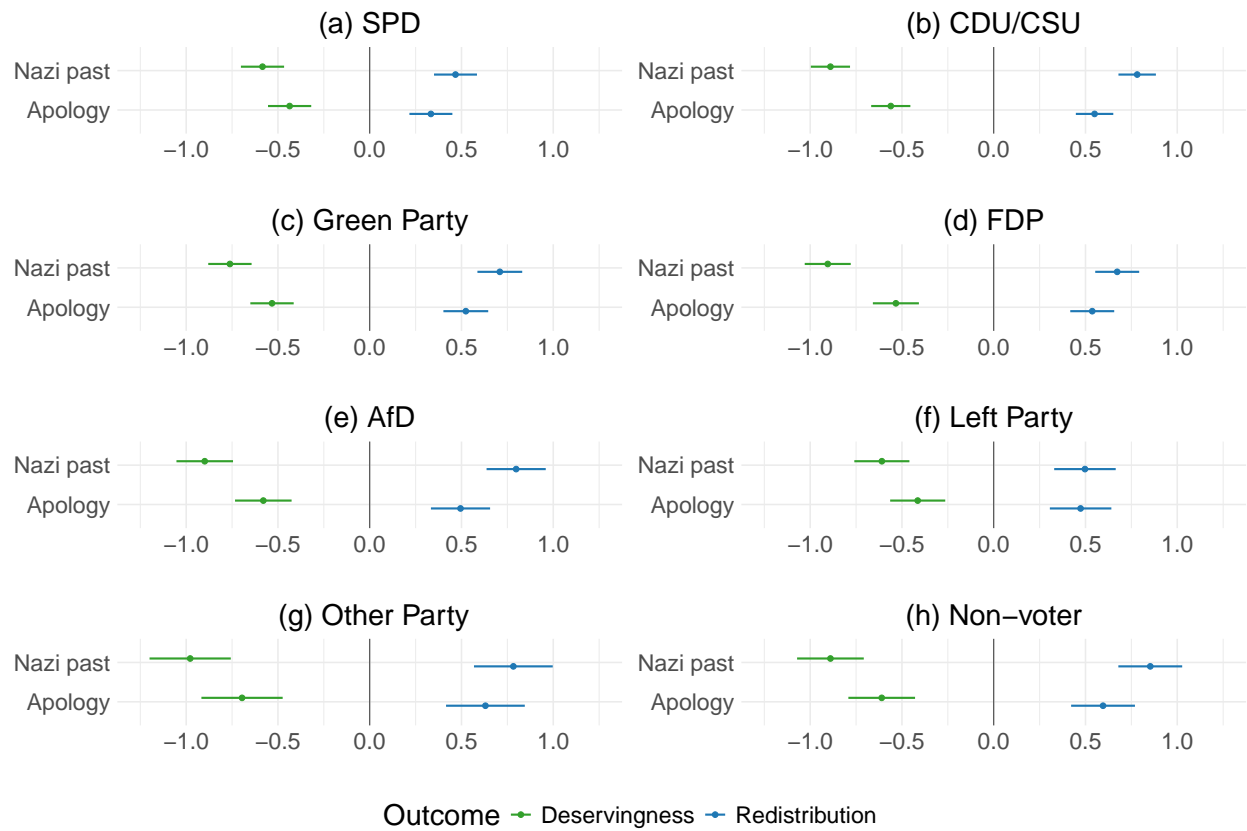 (a) SPD
Nazi past
Apology
−1.0 −0.5 0.0 0.5 1.0
(b) CDU/CSU
Nazi past
Apology
−1.0 −0.5 0.0 0.5 1.0
(c) Green Party
Nazi past
Apology
−1.0 −0.5 0.0 0.5 1.0
(d) FDP
Nazi past
Apology
−1.0 −0.5 0.0 0.5 1.0
(e) AfD
Nazi past
Apology
−1.0 −0.5 0.0 0.5 1.0
(f) Left Party
Nazi past
Apology
−1.0 −0.5 0.0 0.5 1.0
(g) Other Party
Nazi past
Apology
−1.0 −0.5 0.0 0.5 1.0
(h) Non−voter
Nazi past
Apology
−1.0 −0.5 0.0 0.5 1.0
Outcome Deservingness Redistribution